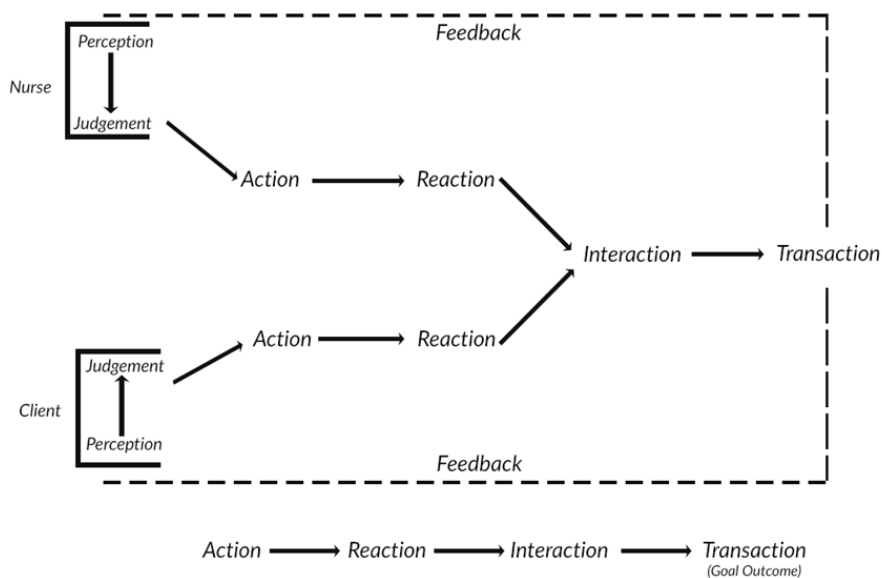 Feedback
Perception
Nurse
Judgement
Action
Reaction
Interaction
Transaction
Action
Reaction
Judgement
Client
Perception
Feedback
Action Reaction Interaction Transaction
(Goal Outcome)